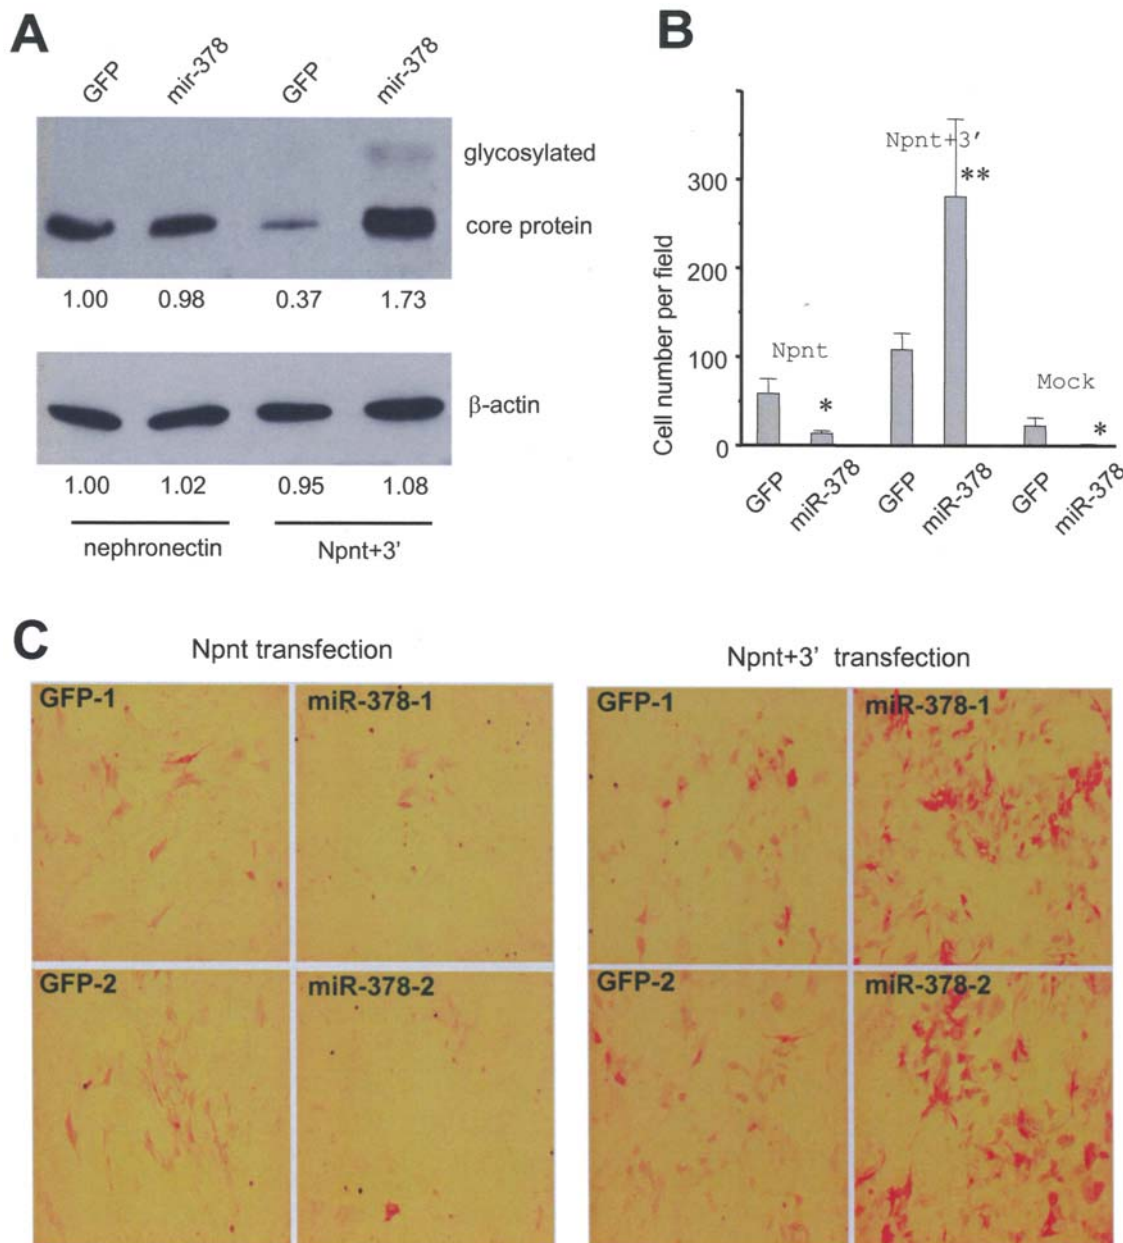 A
GFP mir-378 GFP mir-378
glycosylated
core protein
1.00 0.98 0.37 1.73
β-actin
1.00 1.02 0.95 1.08
nephronectin Npnt+3'
B
Cell number per field
300
200
100
0
Npnt
*
Npnt+3'
**
Mock
*
GFP miR-378 GFP miR-378 GFP miR-378
C
Npnt transfection
Npnt+3' transfection
GFP-1 miR-378-1 GFP-1 miR-378-1
GFP-2 miR-378-2 GFP-2 miR-378-2